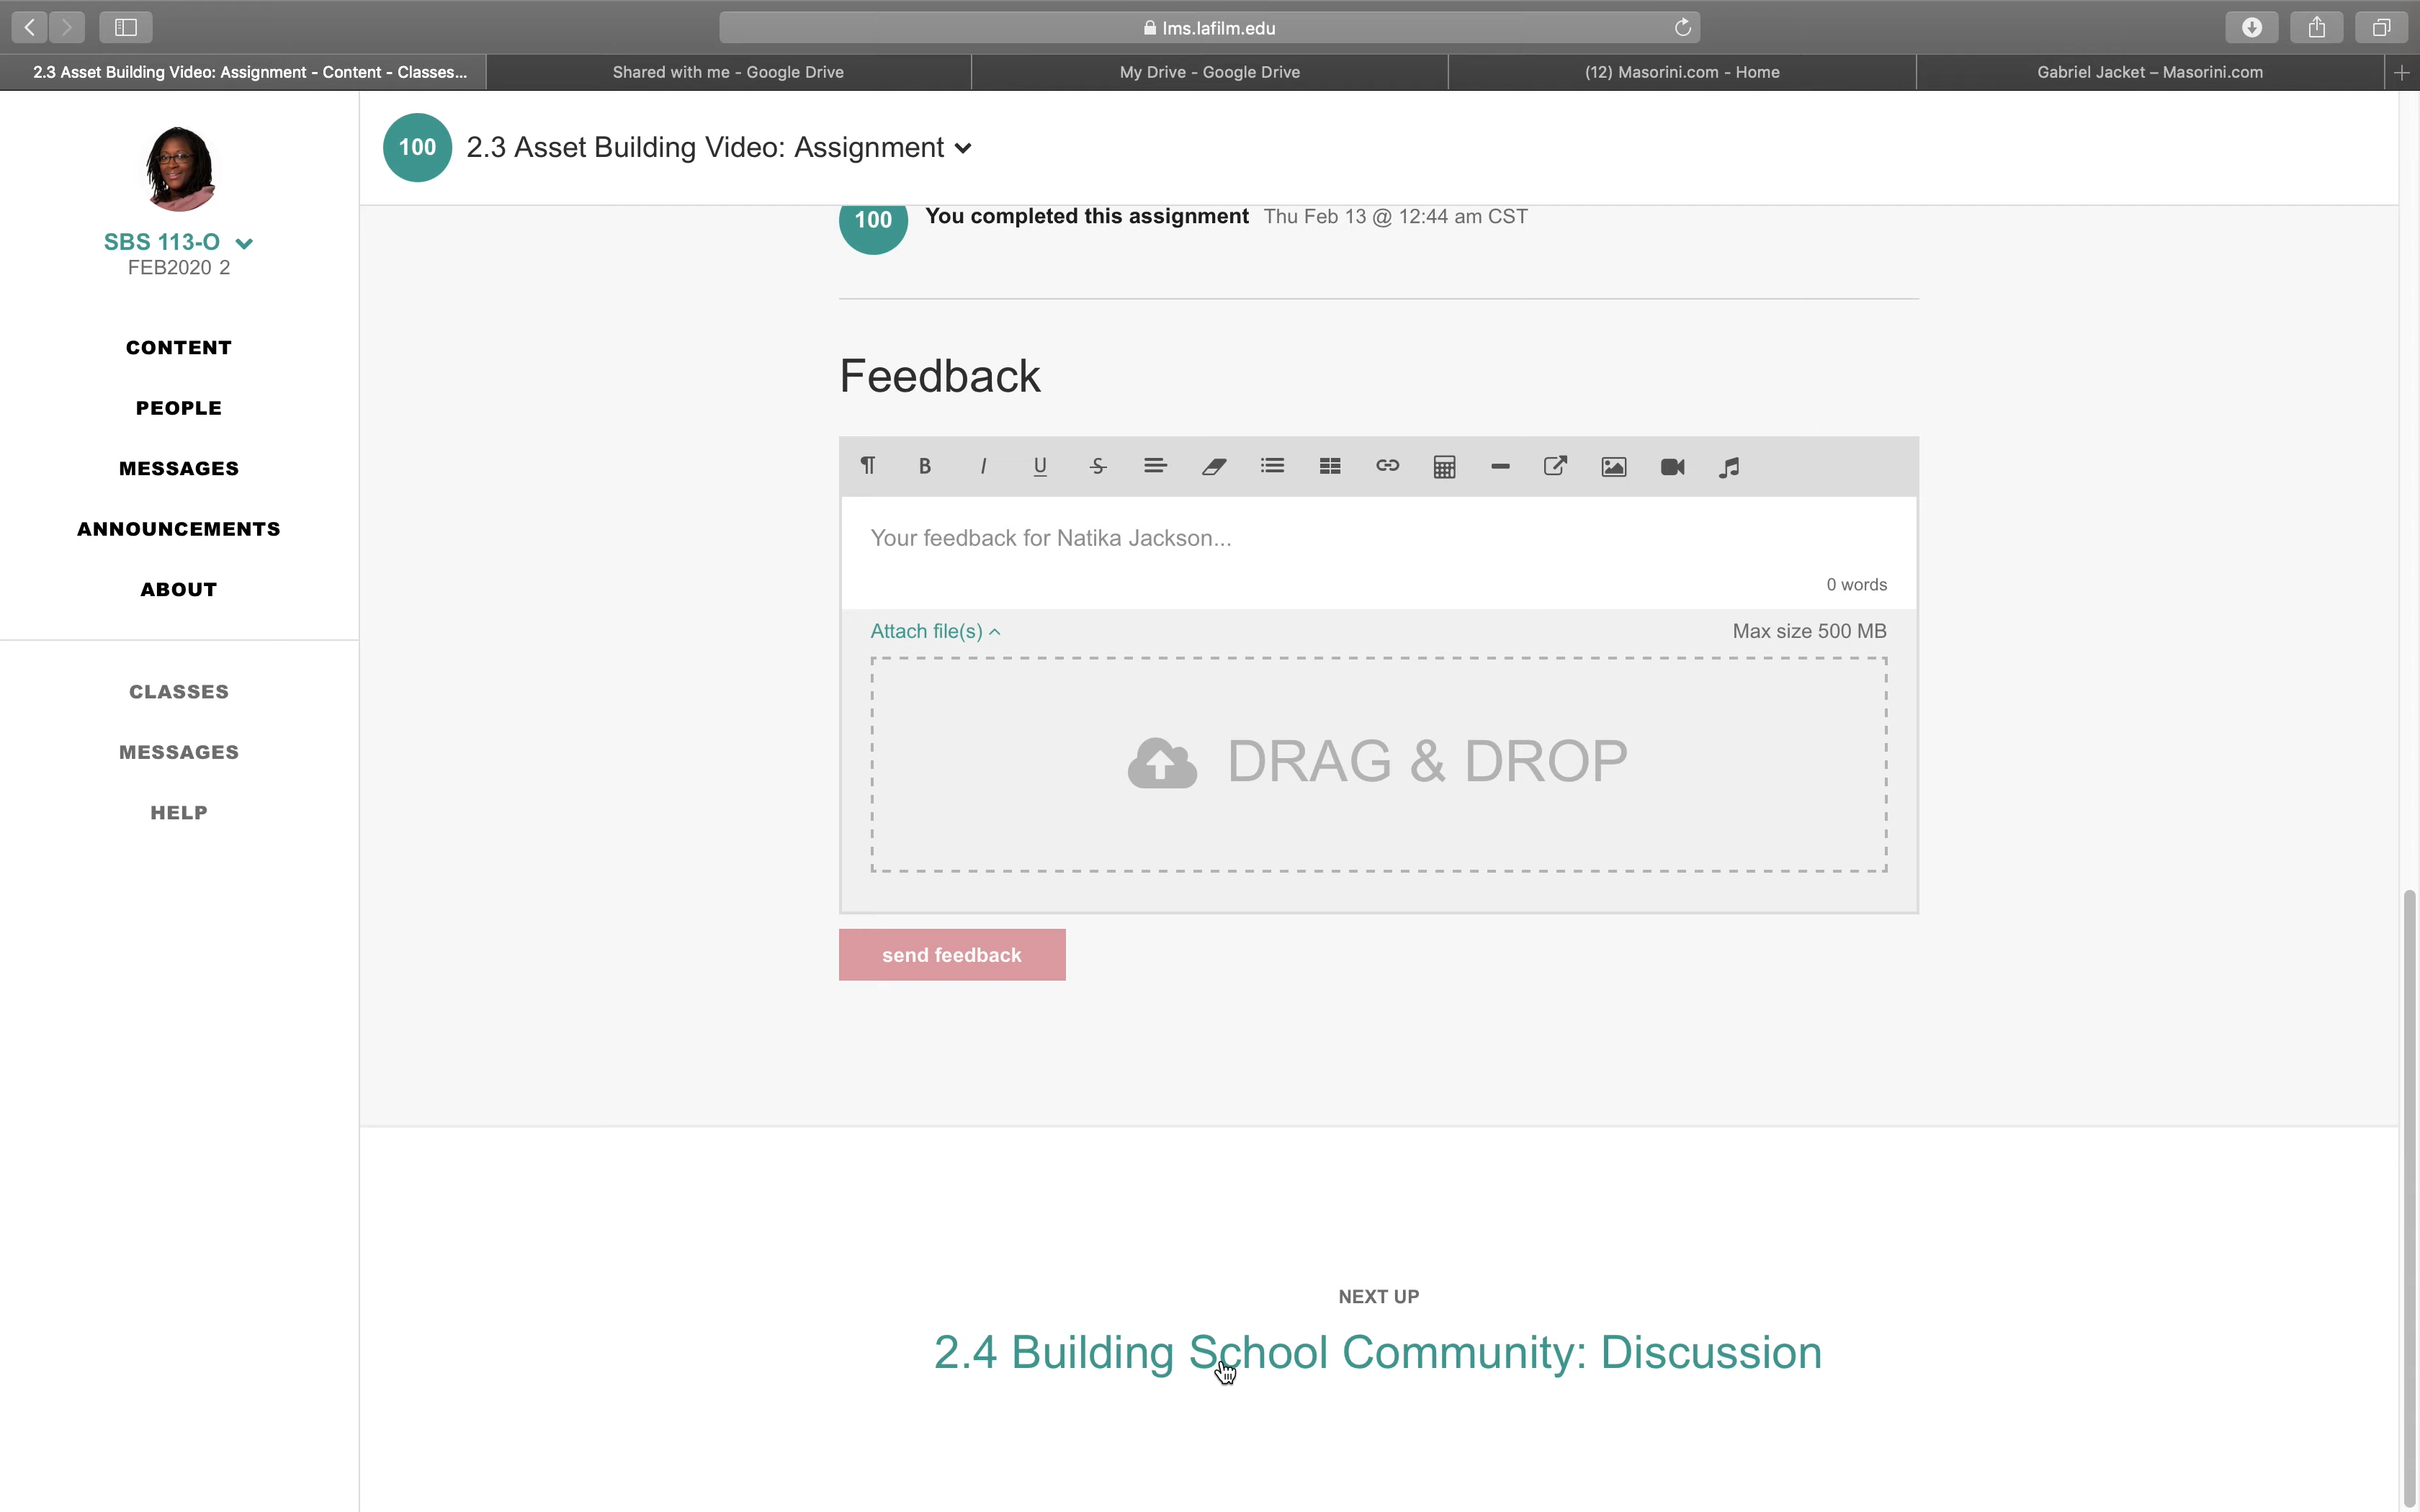 lms.lafilm.edu
2.3 Asset Building Video: Assignment - Content - Classes...
Shared with me - Google Drive
My Drive - Google Drive
(12) Masorini.com - Home
Gabriel Jacket – Masorini.com
SBS 113-O
FEB2020 2
CONTENT
PEOPLE
MESSAGES
ANNOUNCEMENTS
ABOUT
CLASSES
MESSAGES
HELP
100 2.3 Asset Building Video: Assignment
100 You completed this assignment Thu Feb 13 @ 12:44 am CST
Feedback
Your feedback for Natika Jackson...
0 words
Attach file(s) Max size 500 MB
DRAG & DROP
send feedback
NEXT UP
2.4 Building School Community: Discussion